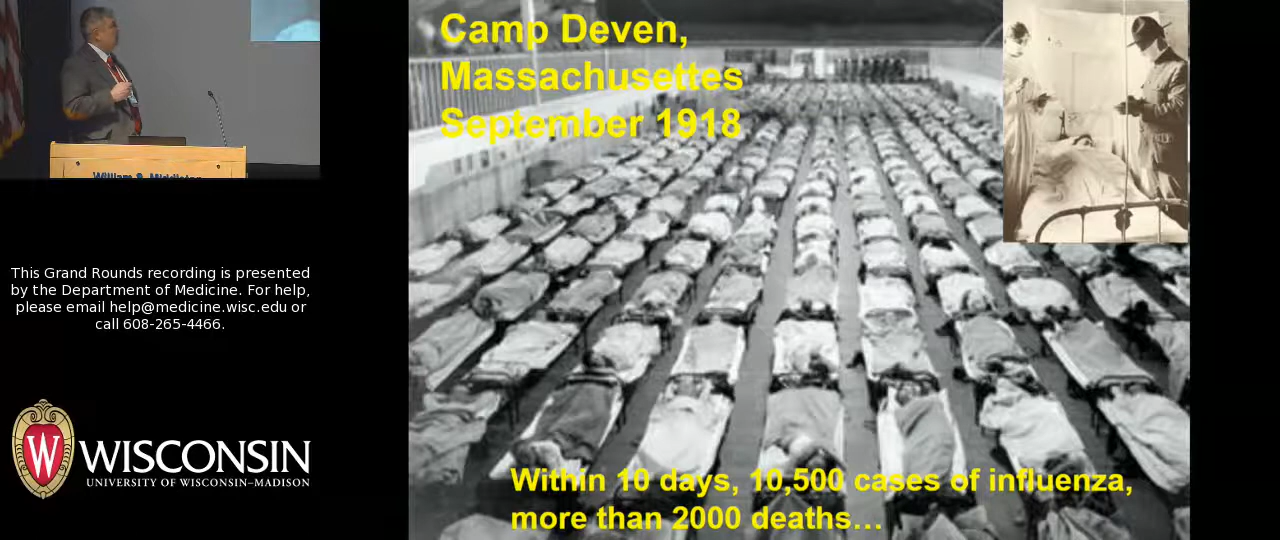 Camp Deven,
Massachusettes
September 1918
This Grand Rounds recording is presented
by the Department of Medicine. For help,
please email help@medicine.wisc.edu or
call 608-265-4466.
W WISCONSIN
UNIVERSITY OF WISCONSIN–MADISON
Within 10 days, 10,500 cases of influenza,
more than 2000 deaths…